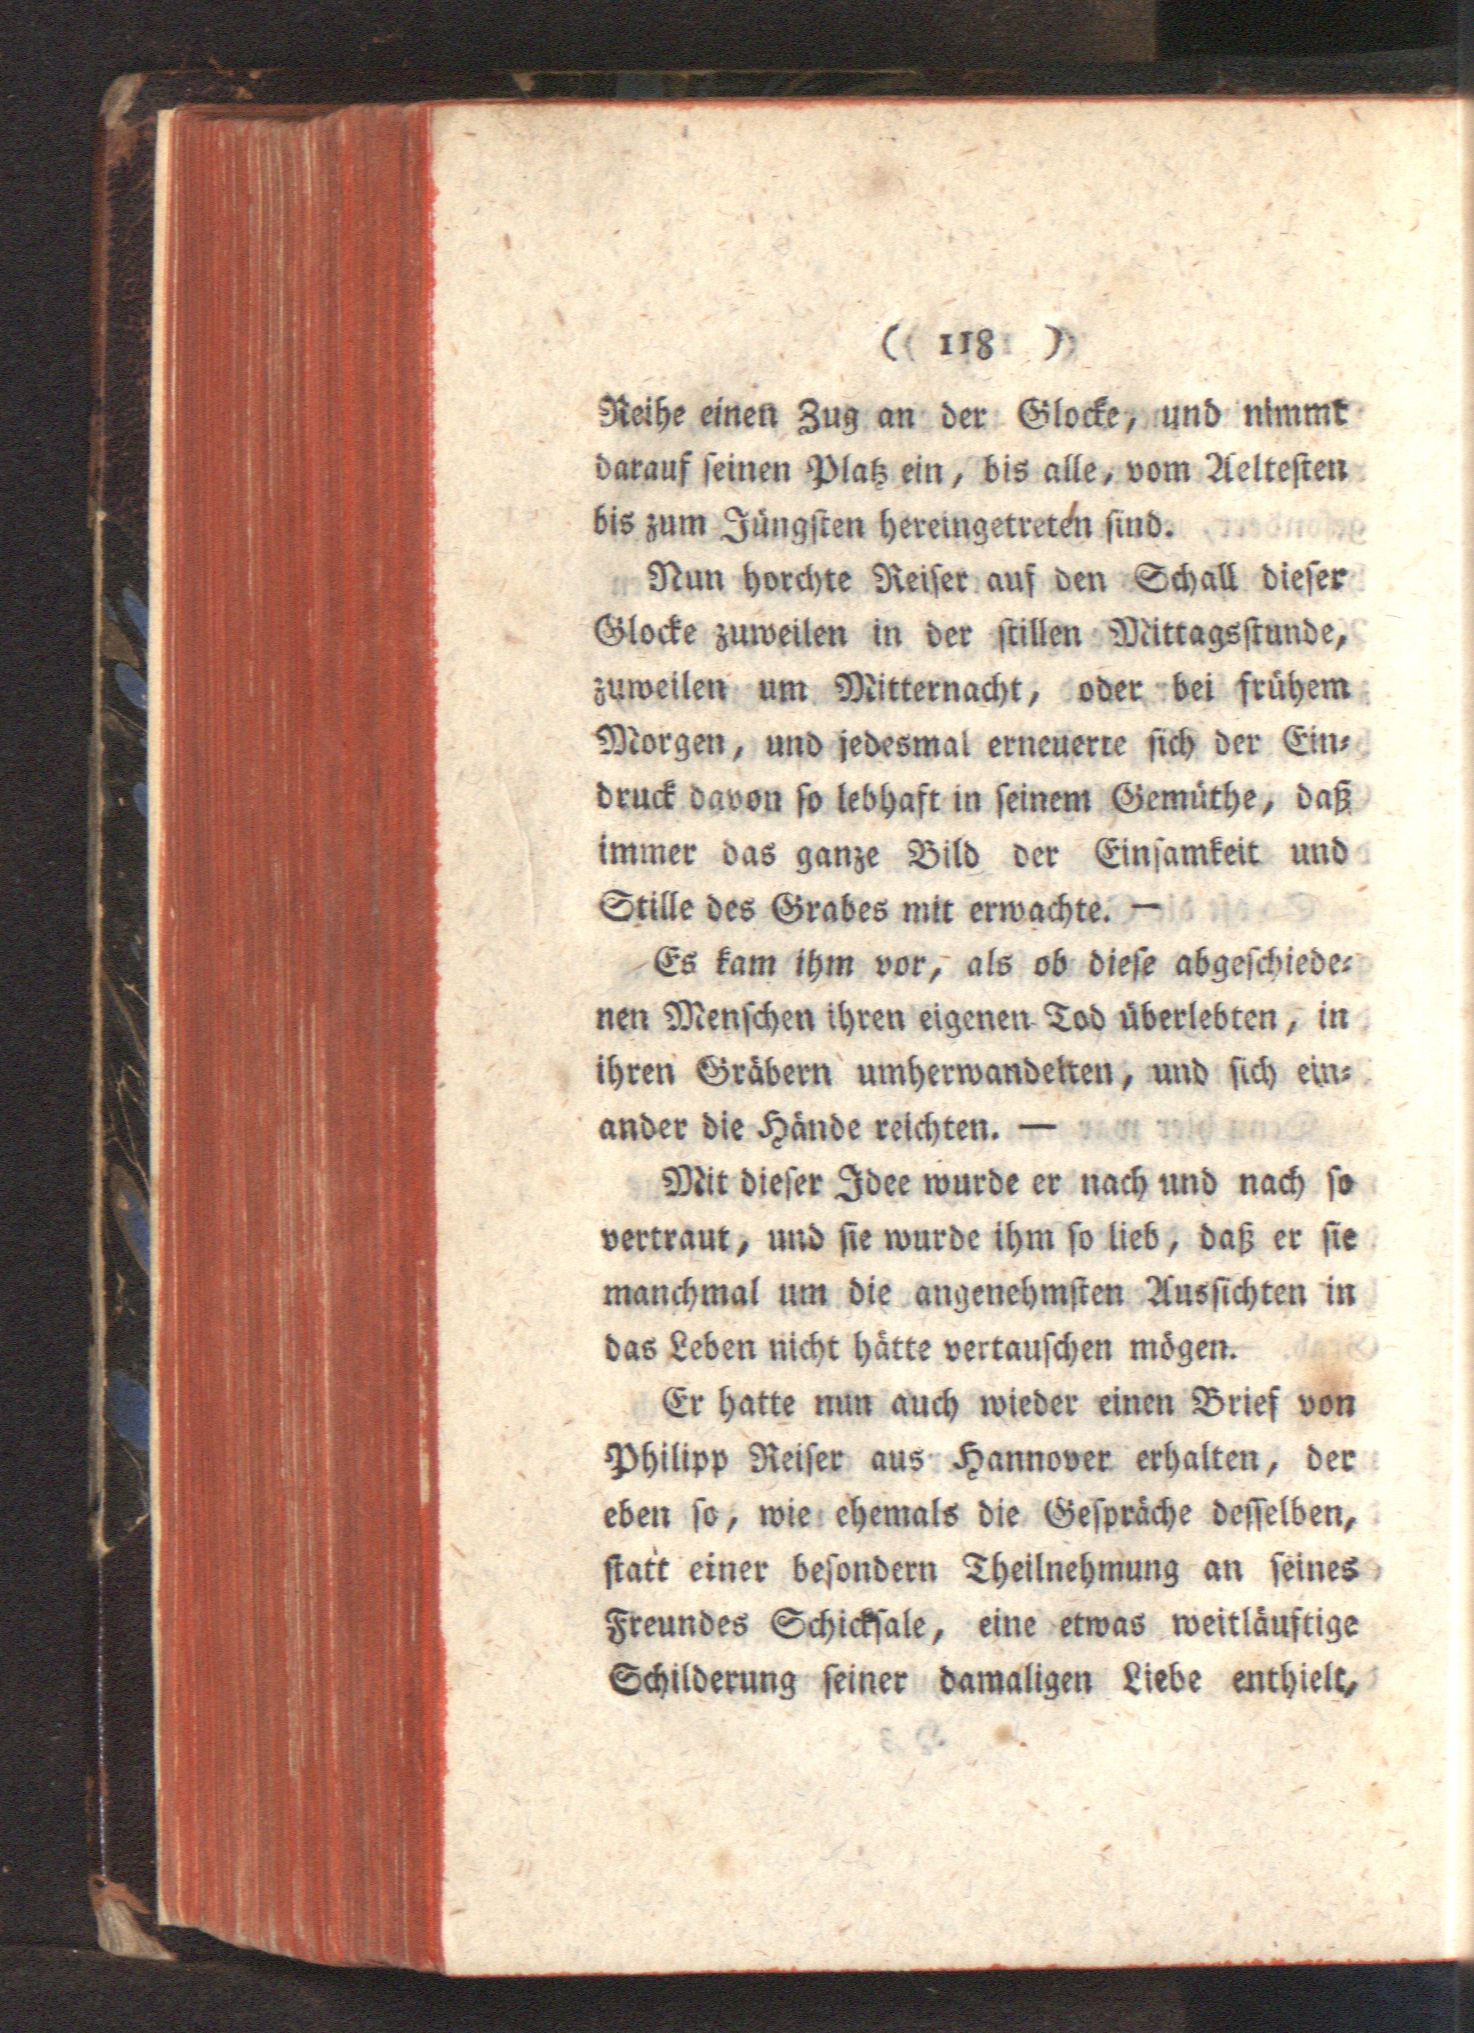 ( 118 )
Reihe einen Zug an der Glocke, und nimmt
darauf seinen Platz ein, bis alle, vom Aeltesten
bis zum Jüngsten hereingetreten sind.
Nun horchte Reiser auf den Schall dieser
Glocke zuweilen in der stillen Mittagsstunde,
zuweilen um Mitternacht, oder bei frühem
Morgen, und jedesmal erneuerte sich der Ein-
druck davon so lebhaft in seinem Gemüthe, daß
immer das ganze Bild der Einsamkeit und
Stille des Grabes mit erwachte. —
Es kam ihm vor, als ob diese abgeschiede-
nen Menschen ihren eigenen Tod überlebten, in
ihren Gräbern umherwandelten, und sich ein-
ander die Hände reichten. —
Mit dieser Idee wurde er nach und nach so
vertraut, und sie wurde ihm so lieb, daß er sie
manchmal um die angenehmsten Aussichten in
das Leben nicht hätte vertauschen mögen.
Er hatte nun auch wieder einen Brief von
Philipp Reiser aus Hannover erhalten, der
eben so, wie ehemals die Gespräche desselben,
statt einer besondern Theilnehmung an seines
Freundes Schicksale, eine etwas weitläuftige
Schilderung seiner damaligen Liebe enthielt,